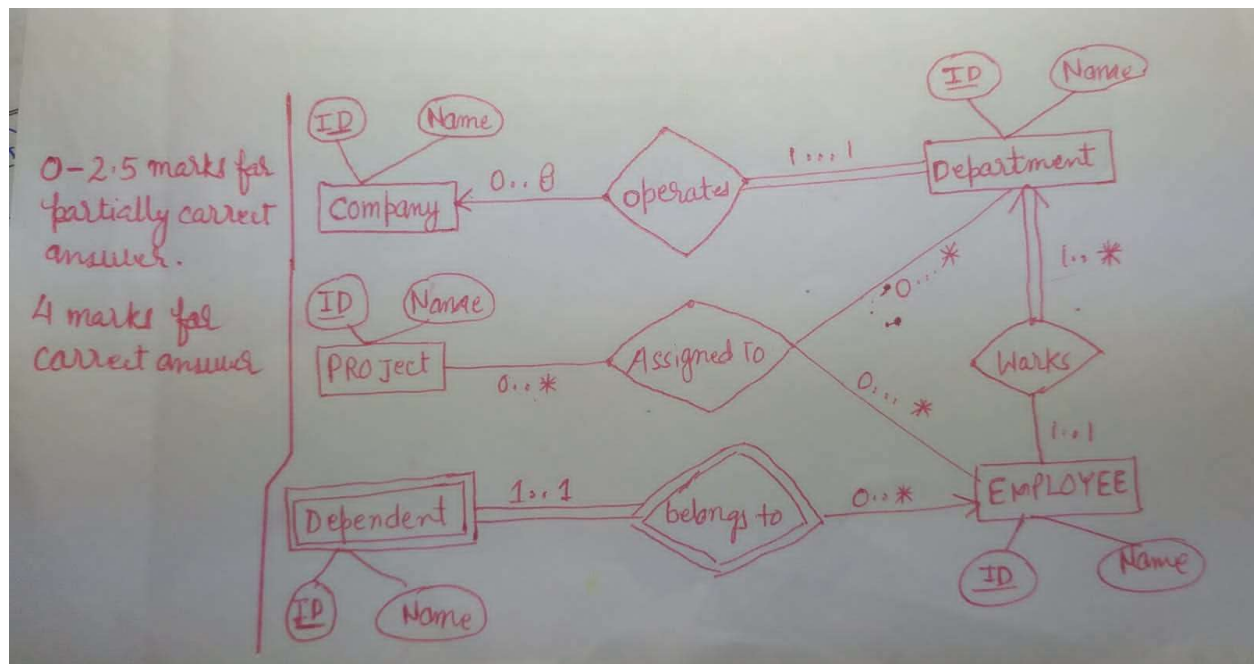 0-2.5 marks for
partially correct
answer.
4 marks for
correct answer
ID
Name
Company
0..8
operates
1...1
ID
Name
Department
ID
Name
PROJect
0..*
Assigned To
0...*
0...*
1..*
Works
1..1
EMPLOYEE
ID
Name
Dependent
1..1
belongs to
0..*
ID
Name